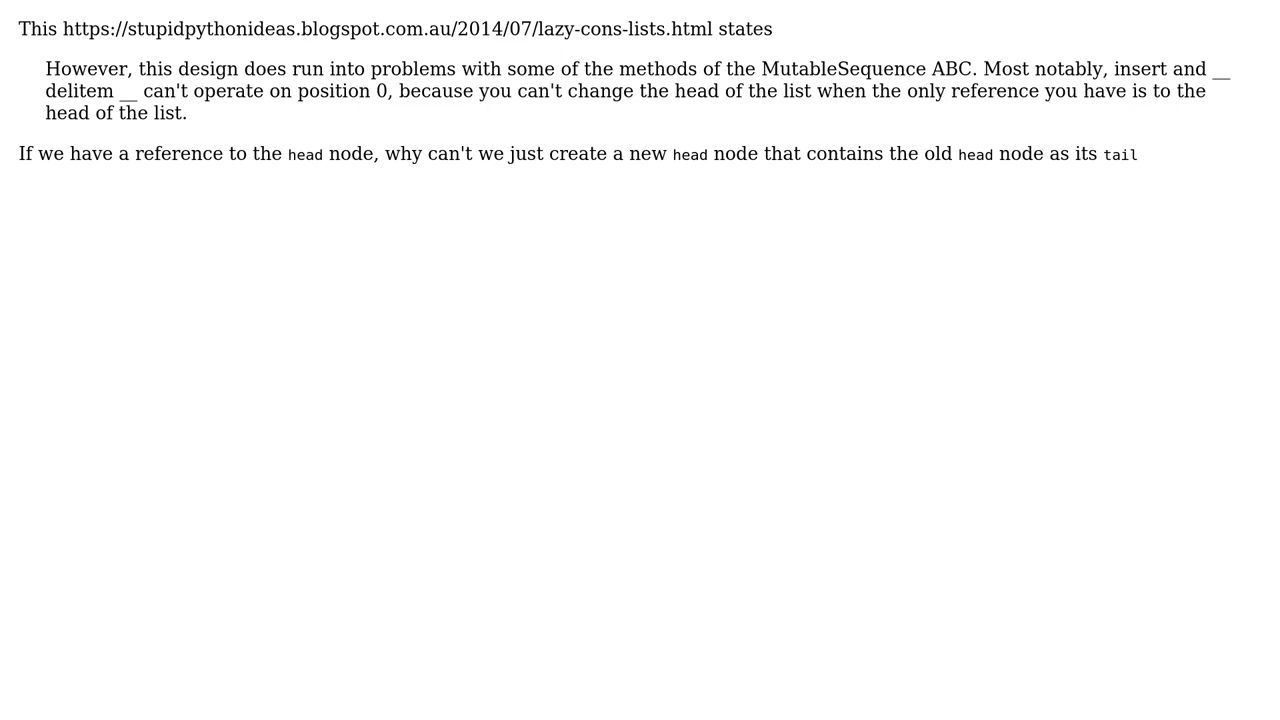 This https://stupidpythonideas.blogspot.com.au/2014/07/lazy-cons-lists.html states
However, this design does run into problems with some of the methods of the MutableSequence ABC. Most notably, insert and __
delitem __ can't operate on position 0, because you can't change the head of the list when the only reference you have is to the
head of the list.
If we have a reference to the head node, why can't we just create a new head node that contains the old head node as its tail